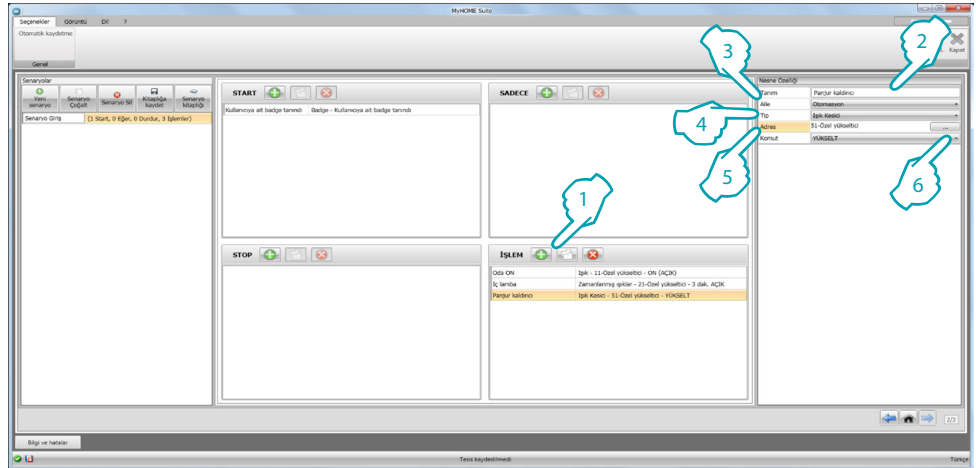 MyHOME Suite
Seçenekler Görüntü Dil ?
Otomatik kaydetme
Kapat
Genel
Senaryolar
Yeni senaryo
Senaryo Çoğalt
Senaryo Sil
Kitaplığa kaydet
Senaryo kitaplığı
Senaryo Giriş (1 Start, 0 Eğer, 0 Durdur, 3 İşlemler)
START
Kullanıcıya ait badge tanındı Badge - Kullanıcıya ait badge tanındı
SADECE
STOP
İŞLEM
Oda ON Işık - 11-Özel yükseltici - ON (AÇIK)
İç lamba Zamanlanmış ışıklar - 21-Özel yükseltici - 3 dak. AÇIK
Panjur kaldırıcı Işık Kesici - 51-Özel yükseltici - YÜKSELT
Nesne Özelliği
Tanım Panjur kaldırıcı
Aile Otomasyon
Tip Işık Kesici
Adres 51-Özel yükseltici ...
Komut YÜKSELT
1
2
3
4
5
6
2/2
Bilgi ve hatalar
Tesis kaydedilmedi
Türkçe